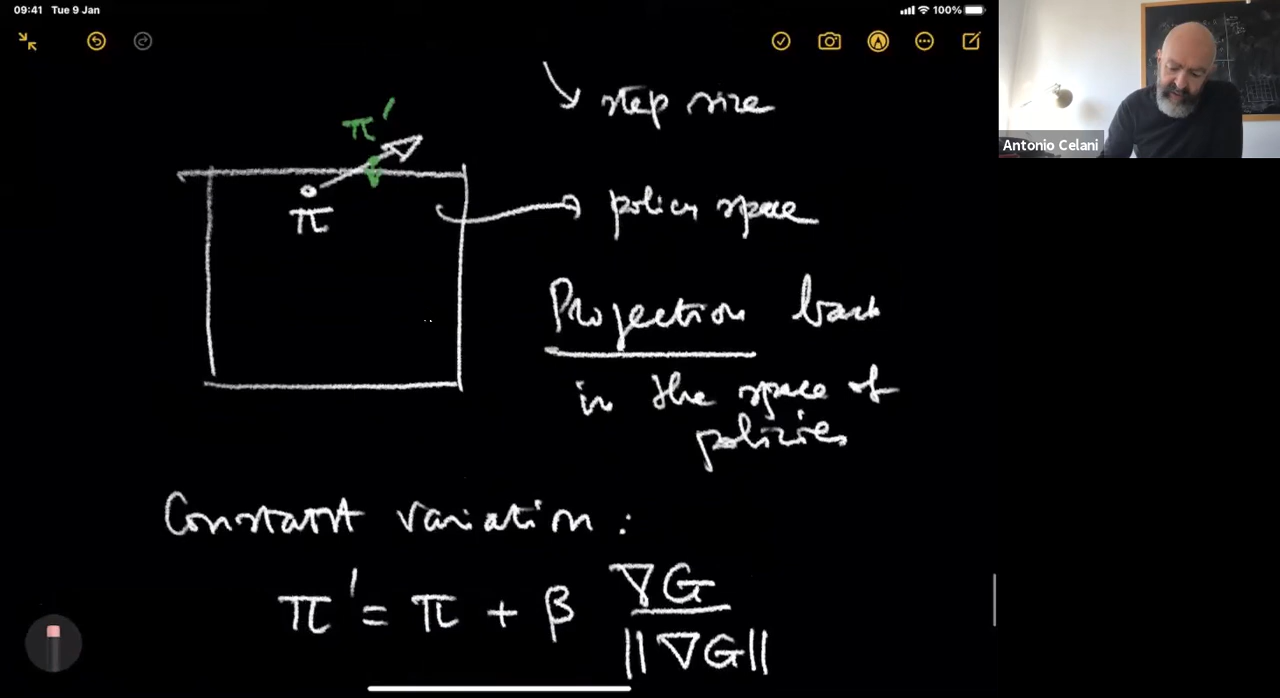 09:41 Tue 9 Jan
100%
Antonio Celani
step size
π'
π
policy space
Projection back
in the space of
policies
Constant variation :
π' = π + β ∇G / ||∇G||